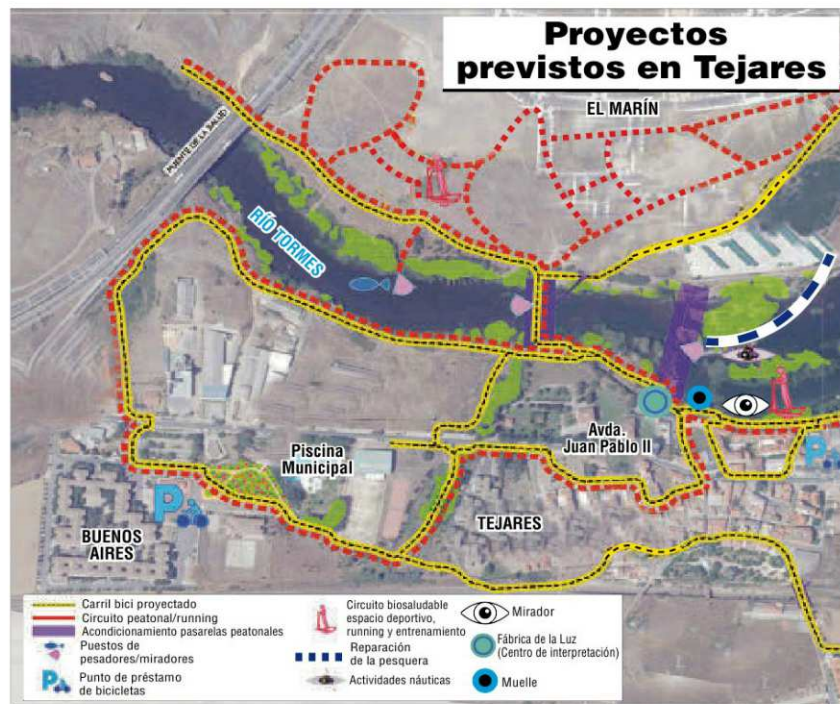 Proyectos
previstos en Tejares
EL MARÍN
PUENTE DE LA SALUD
RÍO TORMES
Piscina
Municipal
Avda.
Juan Pablo II
BUENOS
AIRES
TEJARES
Carril bici proyectado
Circuito peatonal/running
Acondicionamiento pasarelas peatonales
Puestos de
pesadores/miradores
Punto de préstamo
de bicicletas
Circuito biosaludable
espacio deportivo,
running y entrenamiento
Reparación
de la pesquera
Actividades náuticas
Mirador
Fábrica de la Luz
(Centro de interpretación)
Muelle